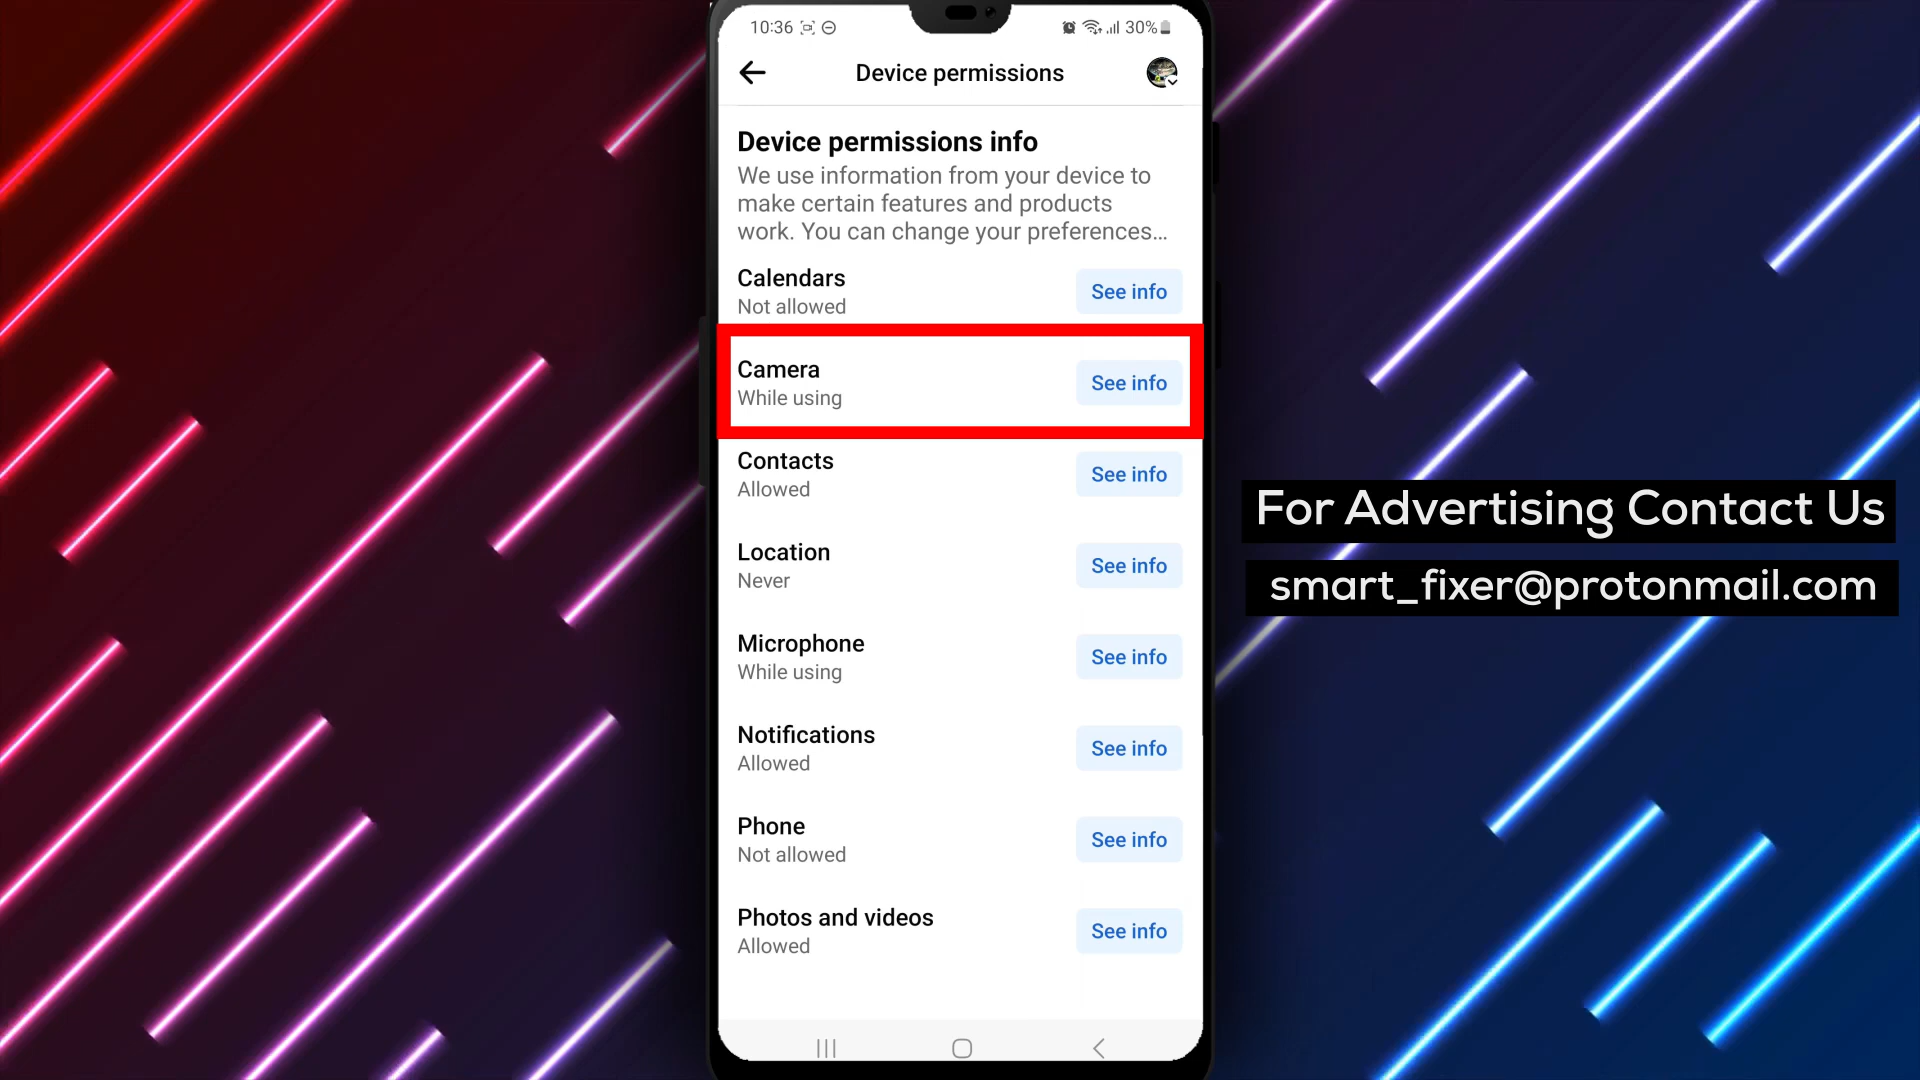 10:36
30%
Device permissions
Device permissions info
We use information from your device to
make certain features and products
work. You can change your preferences...
Calendars
Not allowed
See info
Camera
While using
See info
Contacts
Allowed
See info
Location
Never
See info
Microphone
While using
See info
Notifications
Allowed
See info
Phone
Not allowed
See info
Photos and videos
Allowed
See info
For Advertising Contact Us
smart_fixer@protonmail.com